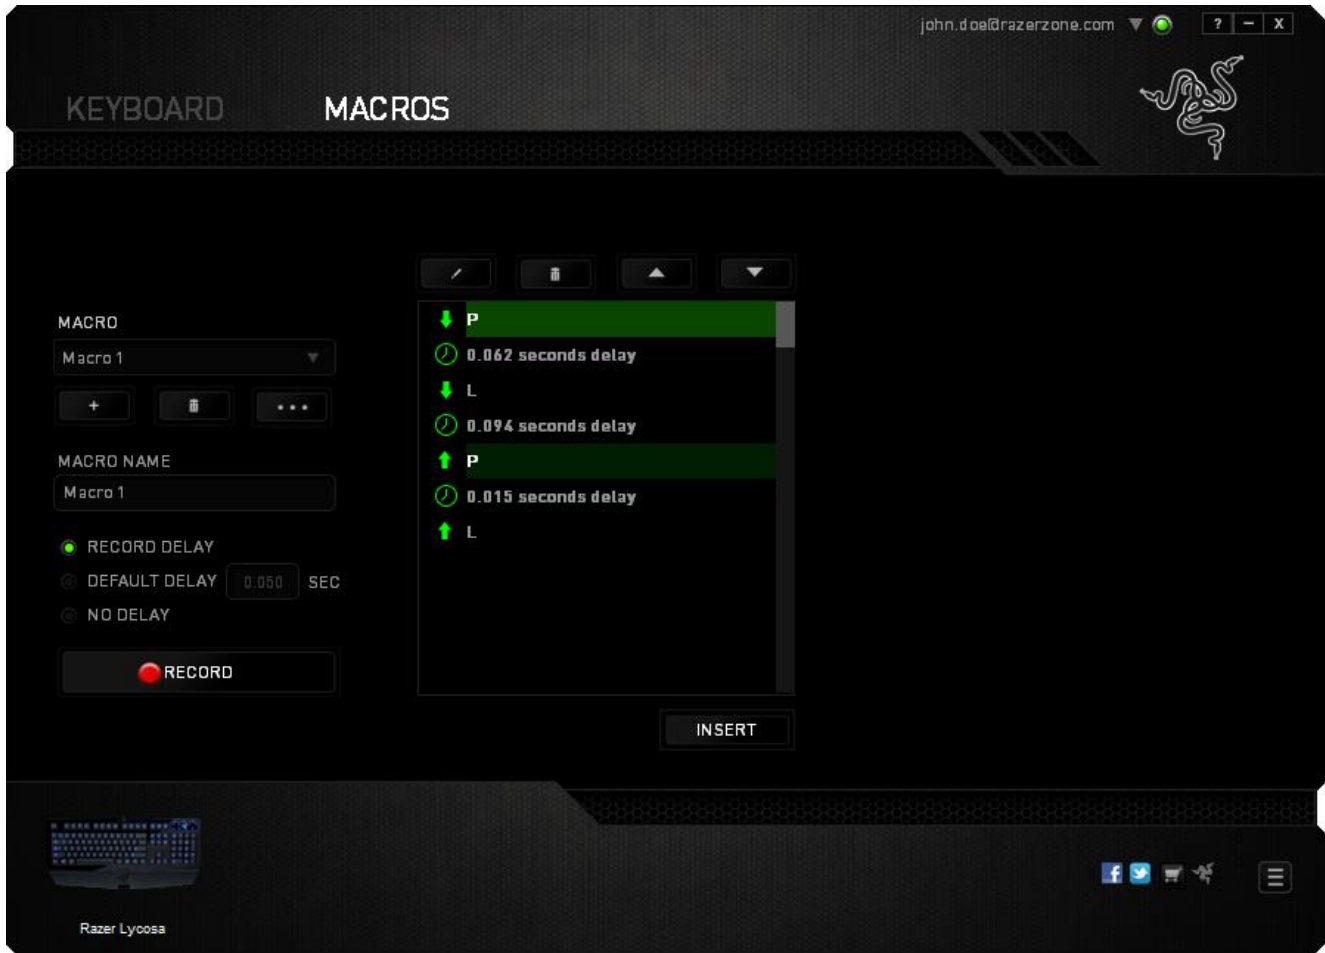 john.doe@razerzone.com
? – X
KEYBOARD MACROS
MACRO
Macro 1
+
MACRO NAME
Macro 1
RECORD DELAY
DEFAULT DELAY 0.050 SEC
NO DELAY
RECORD
P
0.062 seconds delay
L
0.094 seconds delay
P
0.015 seconds delay
L
INSERT
Razer Lycosa
f